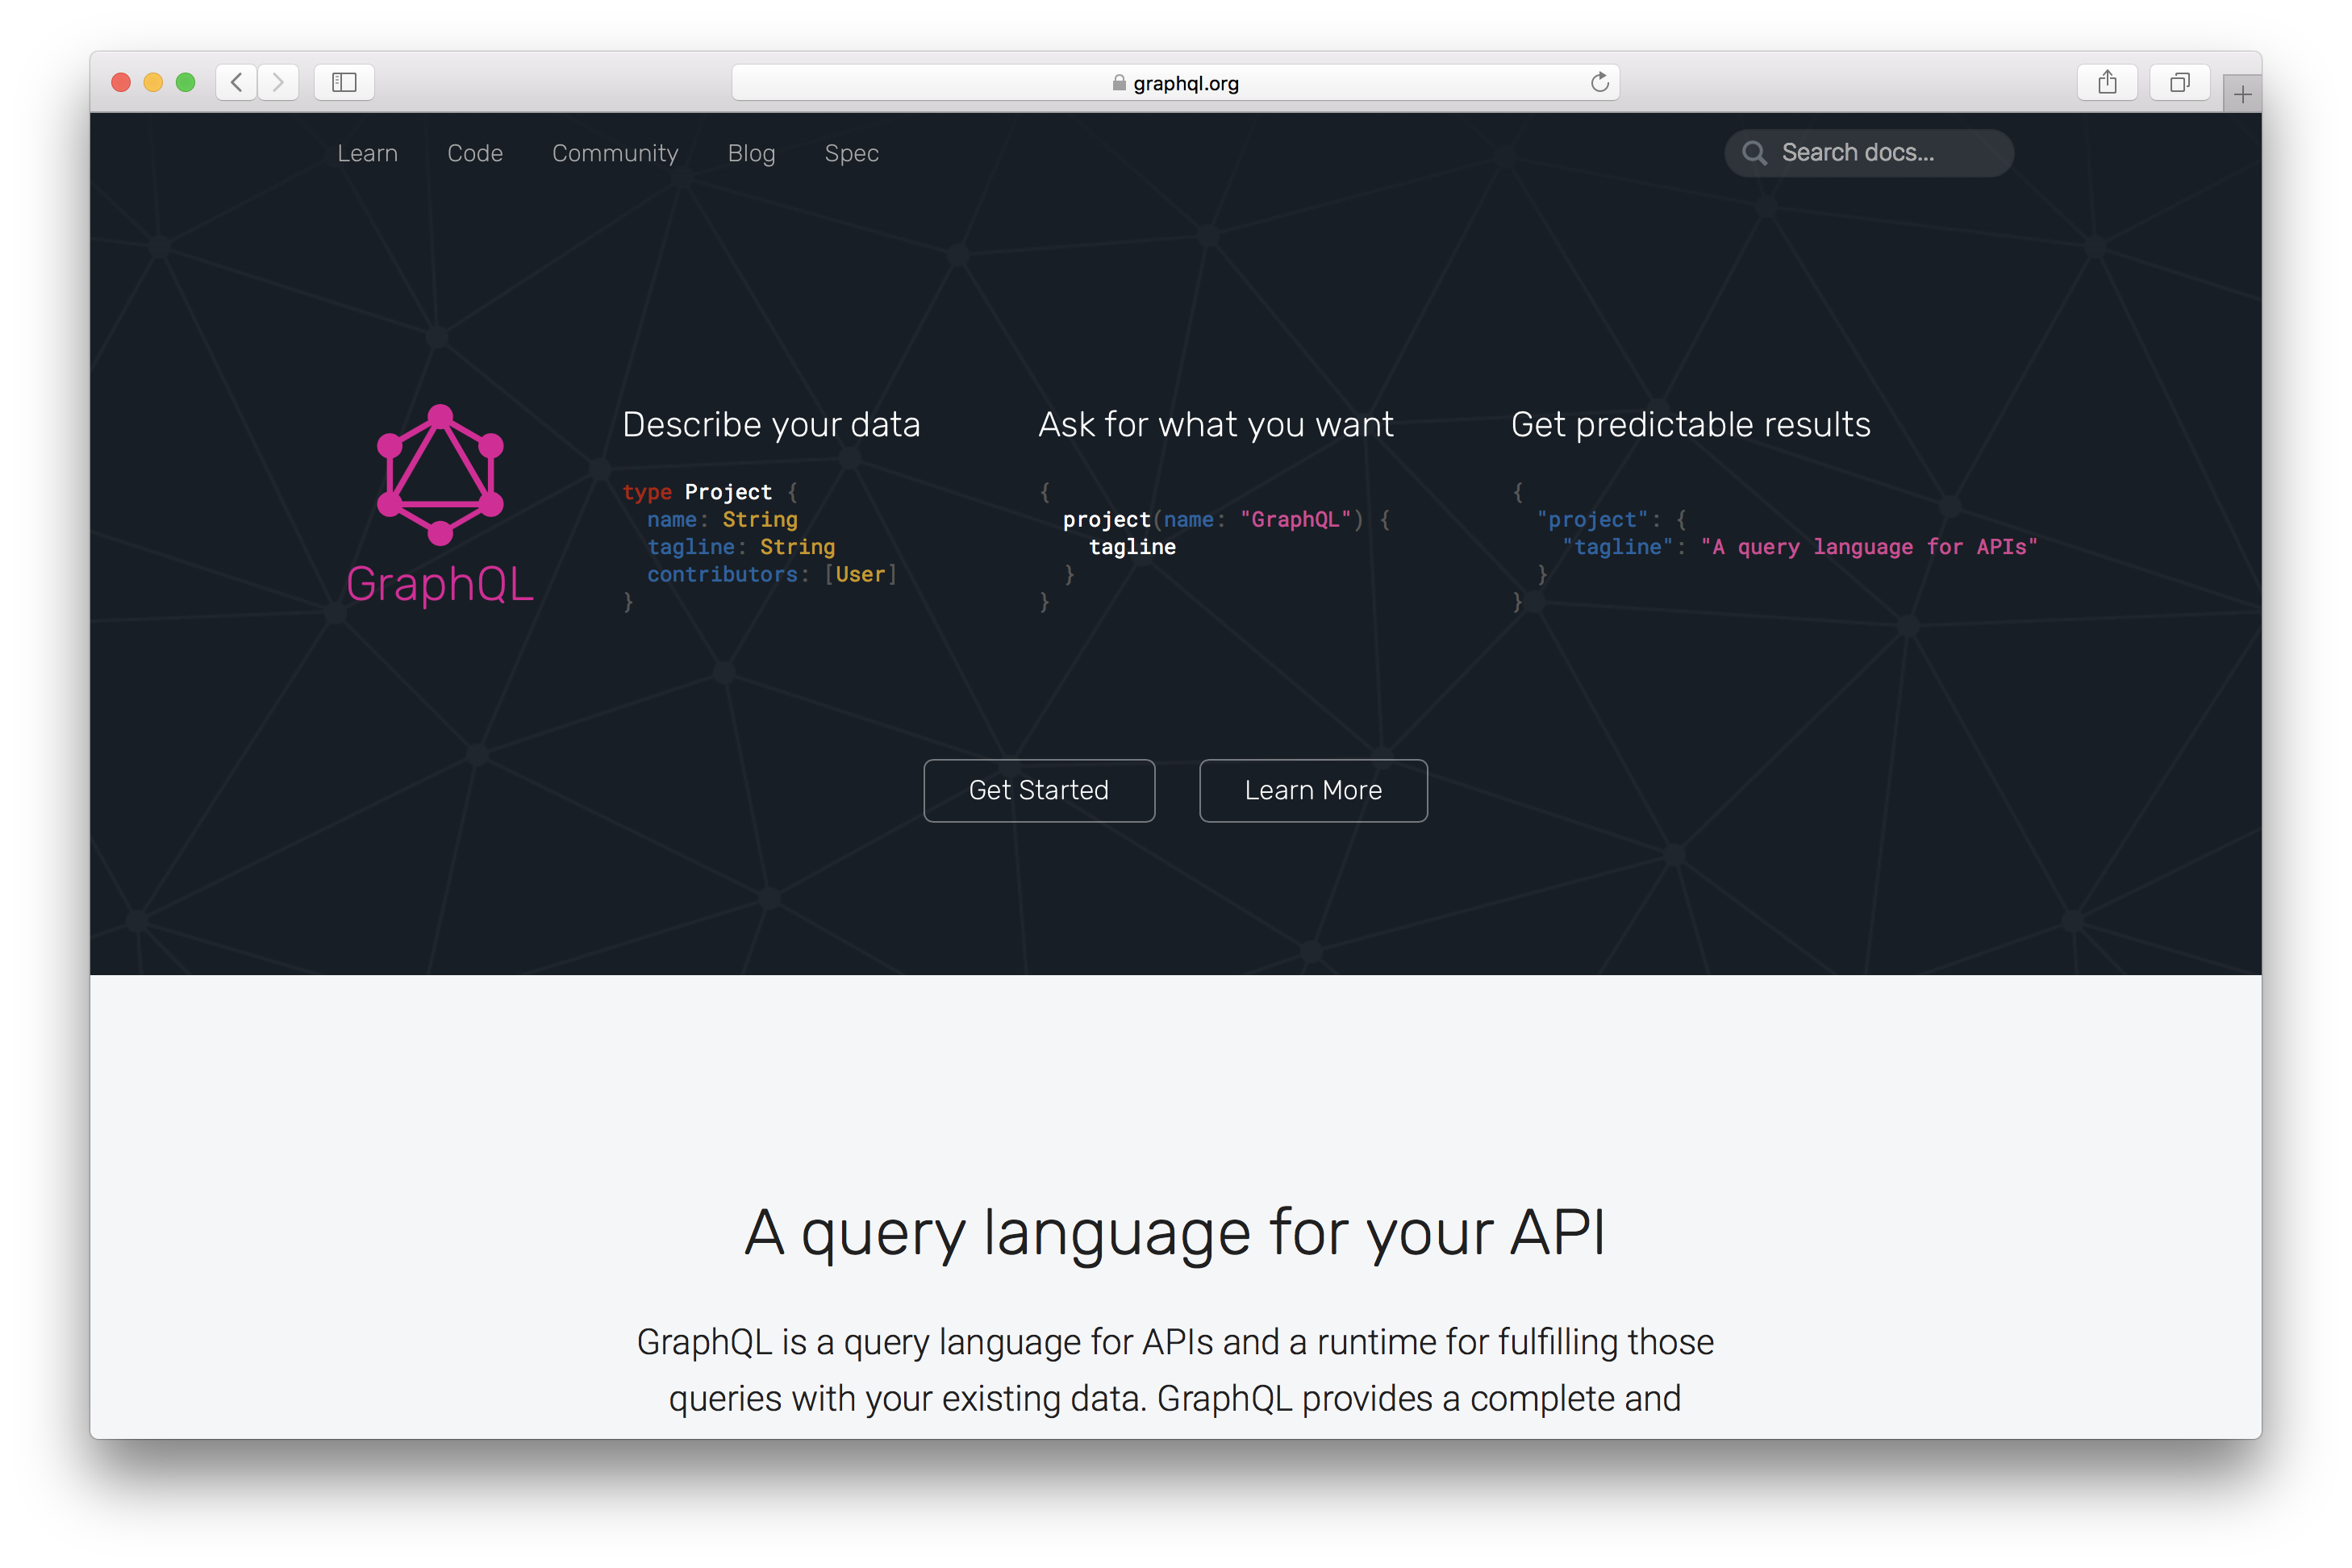 graphql.org
Learn Code Community Blog Spec Search docs...
GraphQL
Describe your data
type Project {
  name: String
  tagline: String
  contributors: [User]
}
Ask for what you want
{
  project(name: "GraphQL") {
    tagline
  }
}
Get predictable results
{
  "project": {
    "tagline": "A query language for APIs"
  }
}
Get Started Learn More
A query language for your API
GraphQL is a query language for APIs and a runtime for fulfilling those
queries with your existing data. GraphQL provides a complete and